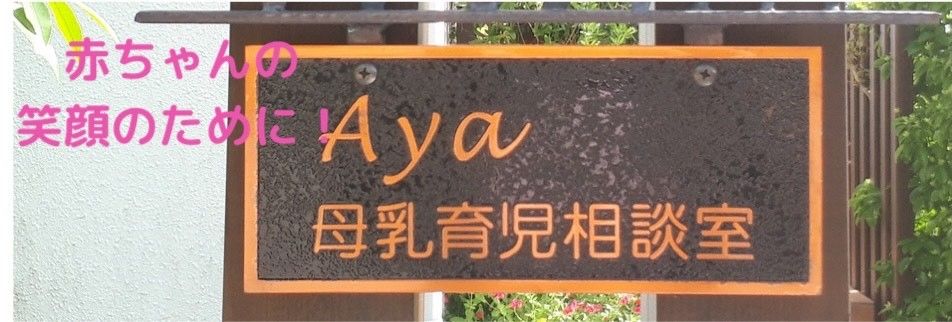 赤ちゃんの
笑顔のために！
Aya
母乳育児相談室